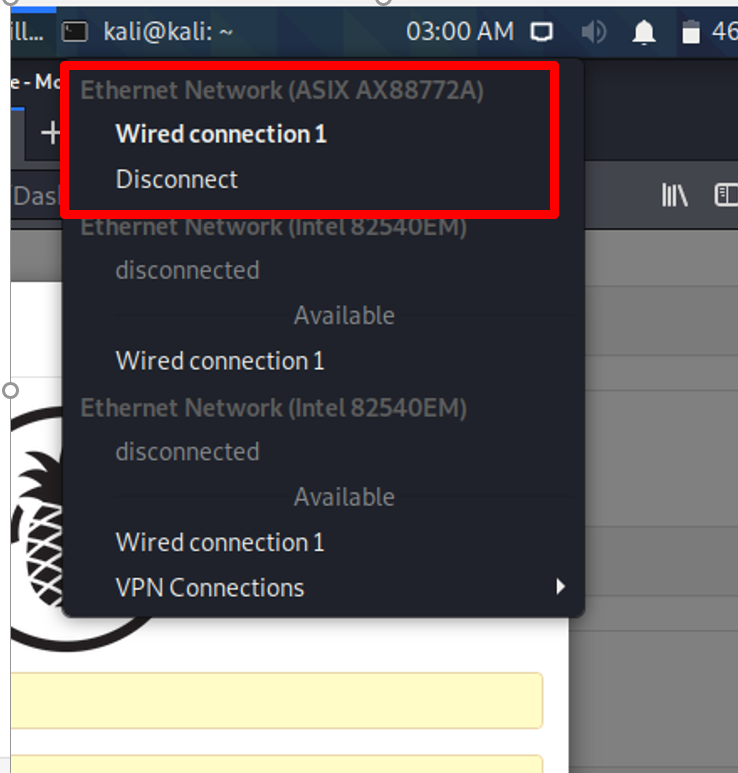 ill... kali@kali: ~ 03:00 AM 46
e - Mo
Ethernet Network (ASIX AX88772A)
Wired connection 1
Disconnect
/Das
Ethernet Network (Intel 82540EM)
disconnected
Available
Wired connection 1
Ethernet Network (Intel 82540EM)
disconnected
Available
Wired connection 1
VPN Connections